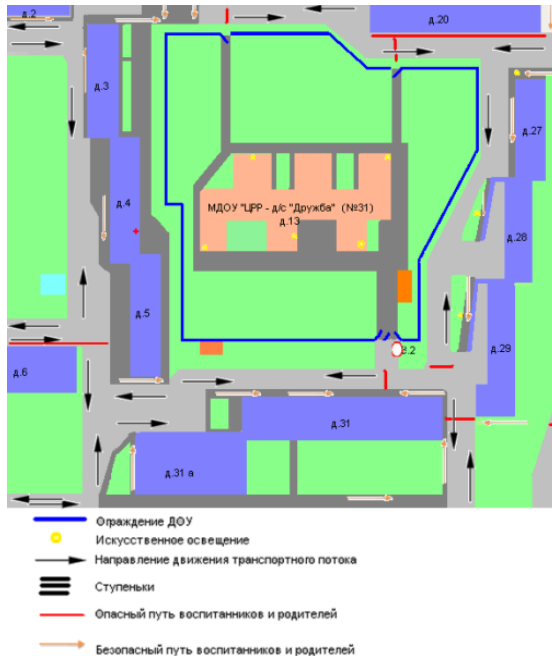 д.2
д.20
д.3
д.27
д.4
МДОУ "ЦРР - д/с "Дружба" (№31)
д.13
д.28
д.5
3.2
д.6
д.29
д.31
д.31 а
Ограждение ДОУ
Искусственное освещение
Направление движения транспортного потока
Ступеньки
Опасный путь воспитанников и родителей
Безопасный путь воспитанников и родителей